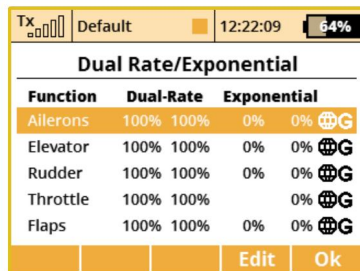 Tx Default 12:22:09 64%
Dual Rate/Exponential
Function Dual-Rate Exponential
Ailerons 100% 100% 0% 0% G
Elevator 100% 100% 0% 0% G
Rudder 100% 100% 0% 0% G
Throttle 100% 100% 0% G
Flaps 100% 100% 0% 0% G
Edit Ok